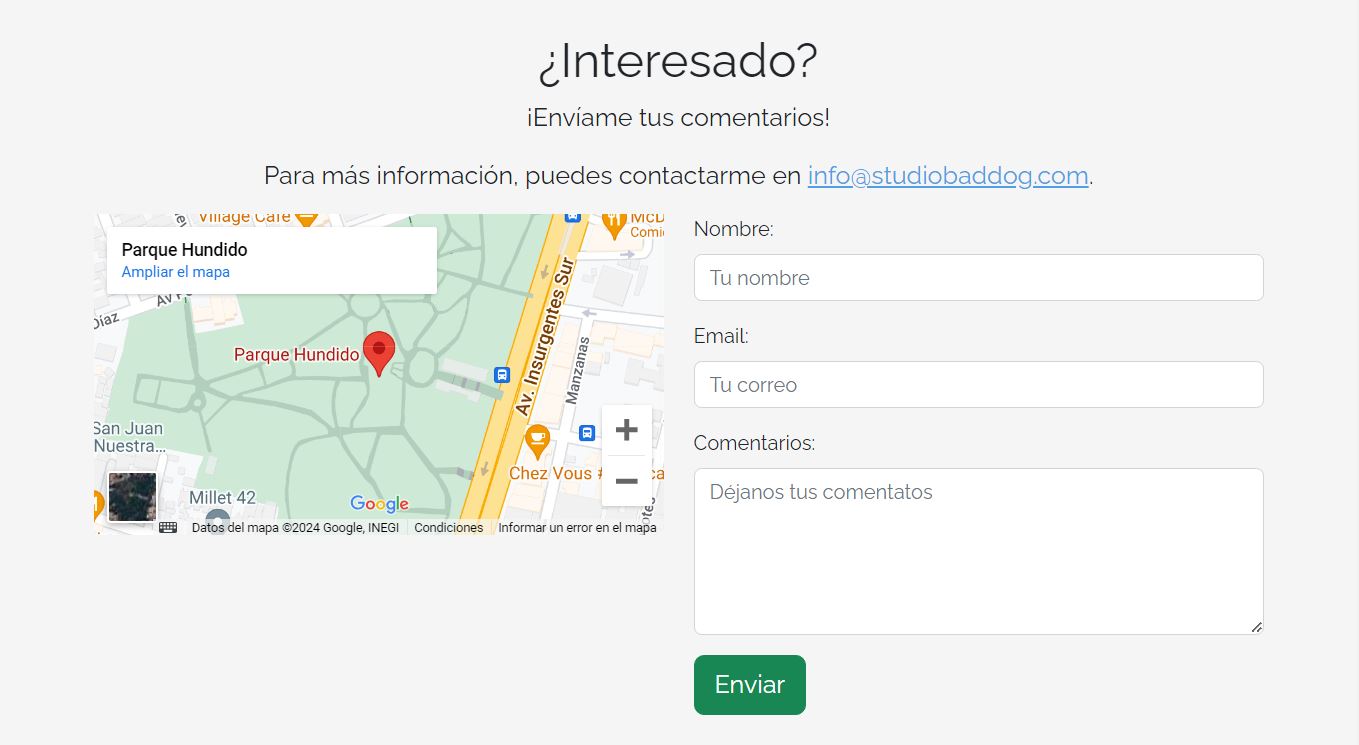 ¿Interesado?
¡Envíame tus comentarios!
Para más información, puedes contactarme en info@studiobaddog.com.
Village Café
McD
Comid
Parque Hundido
Ampliar el mapa
Díaz
Parque Hundido
Av. Insurgentes Sur
Manzanas
San Juan
Nuestra...
Chez Vous #
Millet 42
Google
Datos del mapa ©2024 Google, INEGI
Condiciones
Informar un error en el mapa
Nombre:
Tu nombre
Email:
Tu correo
Comentarios:
Déjanos tus comentatos
Enviar